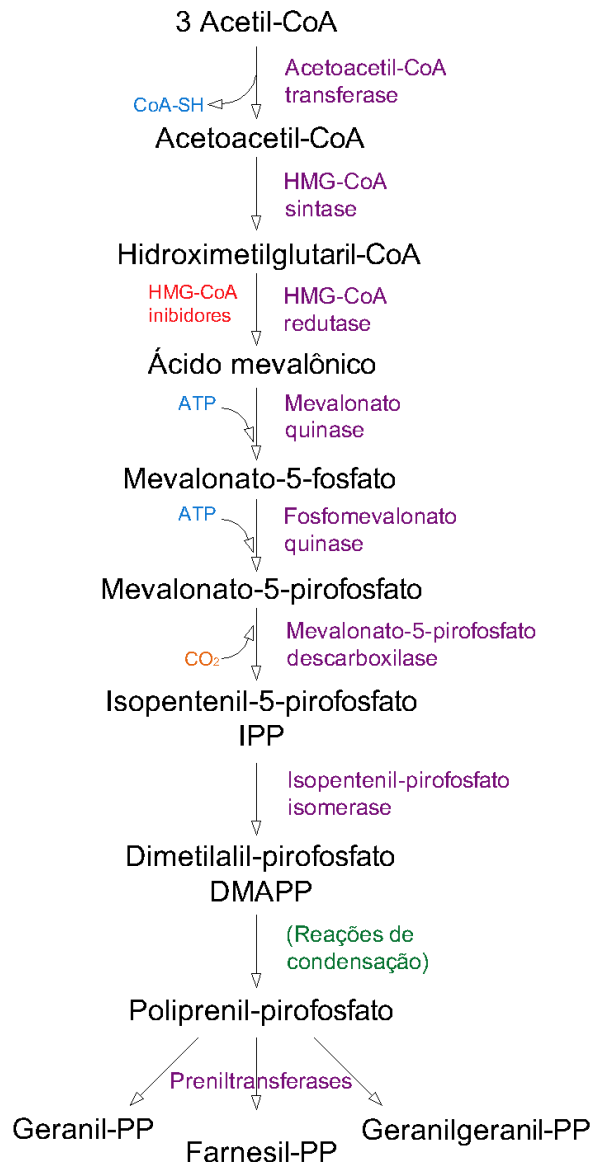 3 Acetil-CoA
Acetoacetil-CoA
transferase
CoA-SH
Acetoacetil-CoA
HMG-CoA
sintase
Hidroximetilglutaril-CoA
HMG-CoA
inibidores
HMG-CoA
redutase
Ácido mevalônico
ATP
Mevalonato
quinase
Mevalonato-5-fosfato
ATP
Fosfomevalonato
quinase
Mevalonato-5-pirofosfato
CO₂
Mevalonato-5-pirofosfato
descarboxilase
Isopentenil-5-pirofosfato
IPP
Isopentenil-pirofosfato
isomerase
Dimetilalil-pirofosfato
DMAPP
(Reações de
condensação)
Poliprenil-pirofosfato
Preniltransferases
Geranil-PP
Farnesil-PP
Geranilgeranil-PP